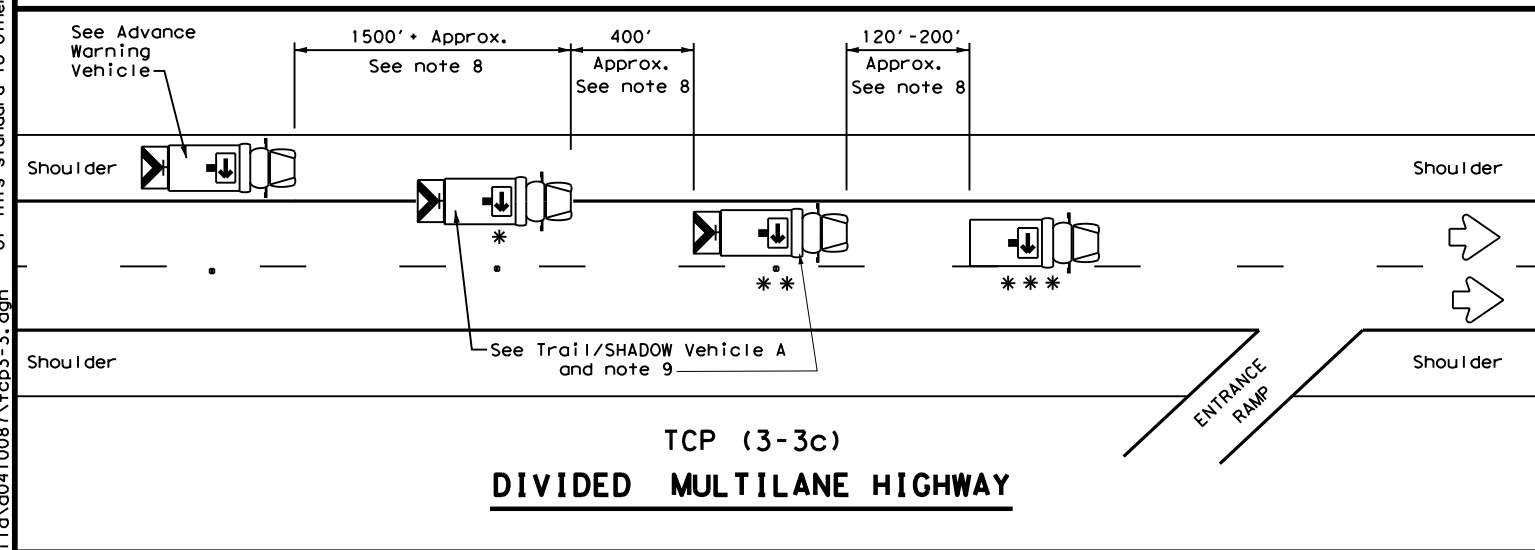 See Advance
Warning
Vehicle
1500'+ Approx.
See note 8
400'
Approx.
See note 8
120'-200'
Approx.
See note 8
Shoulder
Shoulder
*
* *
* * *
See Trail/SHADOW Vehicle A
and note 9
Shoulder
Shoulder
ENTRANCE
RAMP
TCP (3-3c)
DIVIDED MULTILANE HIGHWAY